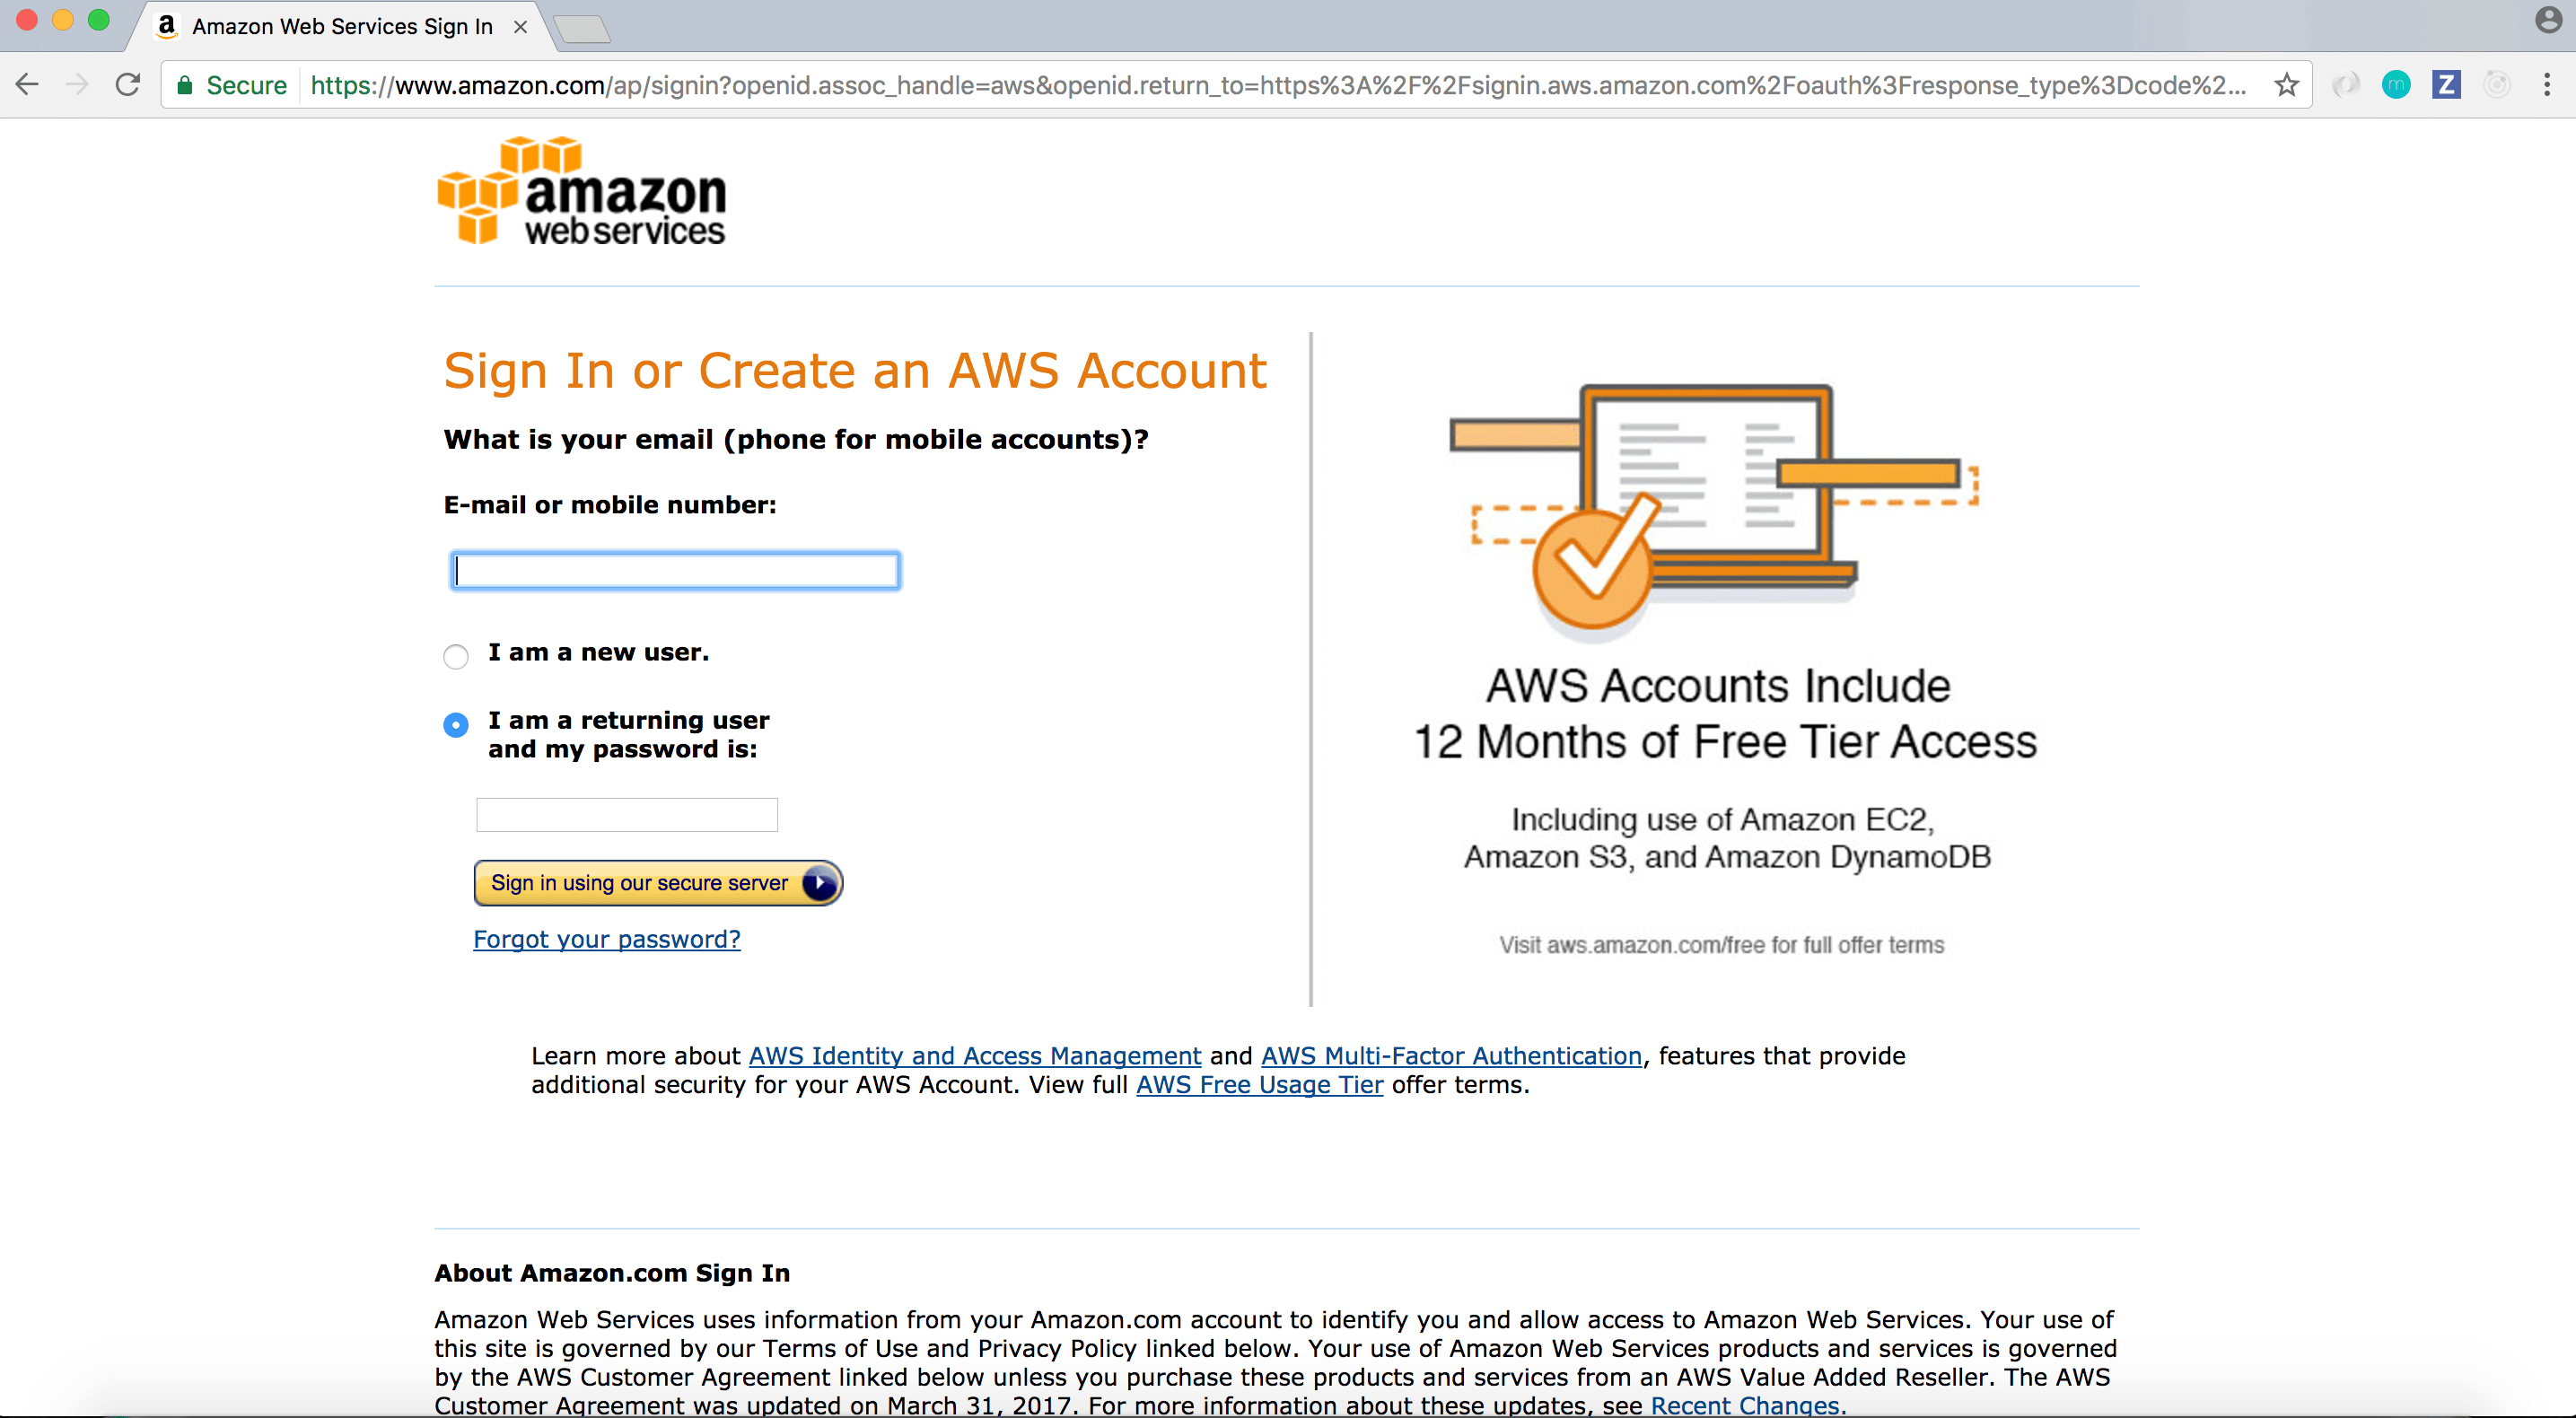 Amazon Web Services Sign In
Secure
https://www.amazon.com/ap/signin?openid.assoc_handle=aws&openid.return_to=https%3A%2F%2Fsignin.aws.amazon.com%2Foauth%3Fresponse_type%3Dcode%2...
m
Z
amazon
web services
Sign In or Create an AWS Account
What is your email (phone for mobile accounts)?
E-mail or mobile number:
I am a new user.
I am a returning user
and my password is:
Sign in using our secure server
Forgot your password?
AWS Accounts Include
12 Months of Free Tier Access
Including use of Amazon EC2,
Amazon S3, and Amazon DynamoDB
Visit aws.amazon.com/free for full offer terms
Learn more about AWS Identity and Access Management and AWS Multi-Factor Authentication, features that provide
additional security for your AWS Account. View full AWS Free Usage Tier offer terms.
About Amazon.com Sign In
Amazon Web Services uses information from your Amazon.com account to identify you and allow access to Amazon Web Services. Your use of
this site is governed by our Terms of Use and Privacy Policy linked below. Your use of Amazon Web Services products and services is governed
by the AWS Customer Agreement linked below unless you purchase these products and services from an AWS Value Added Reseller. The AWS
Customer Agreement was updated on March 31, 2017. For more information about these updates, see Recent Changes.